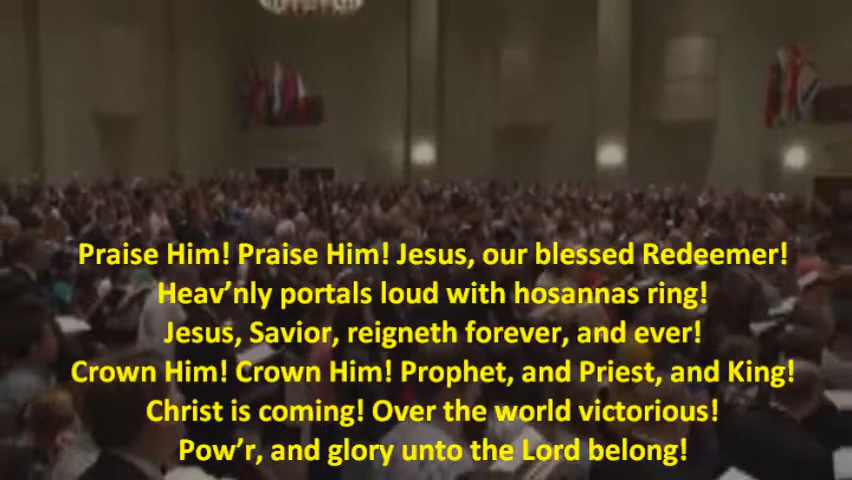 Praise Him! Praise Him! Jesus, our blessed Redeemer!
Heav’nly portals loud with hosannas ring!
Jesus, Savior, reigneth forever, and ever!
Crown Him! Crown Him! Prophet, and Priest, and King!
Christ is coming! Over the world victorious!
Pow’r, and glory unto the Lord belong!